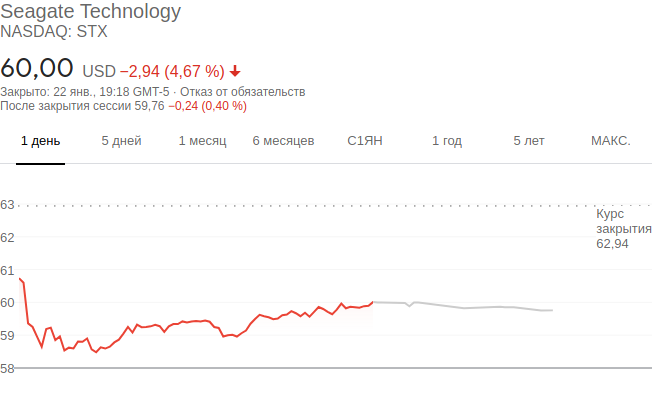 Seagate Technology
NASDAQ: STX
60,00 USD −2,94 (4,67 %)
Закрыто: 22 янв., 19:18 GMT-5 · Отказ от обязательств
После закрытия сессии 59,76 −0,24 (0,40 %)
1 день 5 дней 1 месяц 6 месяцев С1ЯН 1 год 5 лет МАКС.
63
Курс
закрытия
62,94
62
61
60
59
58